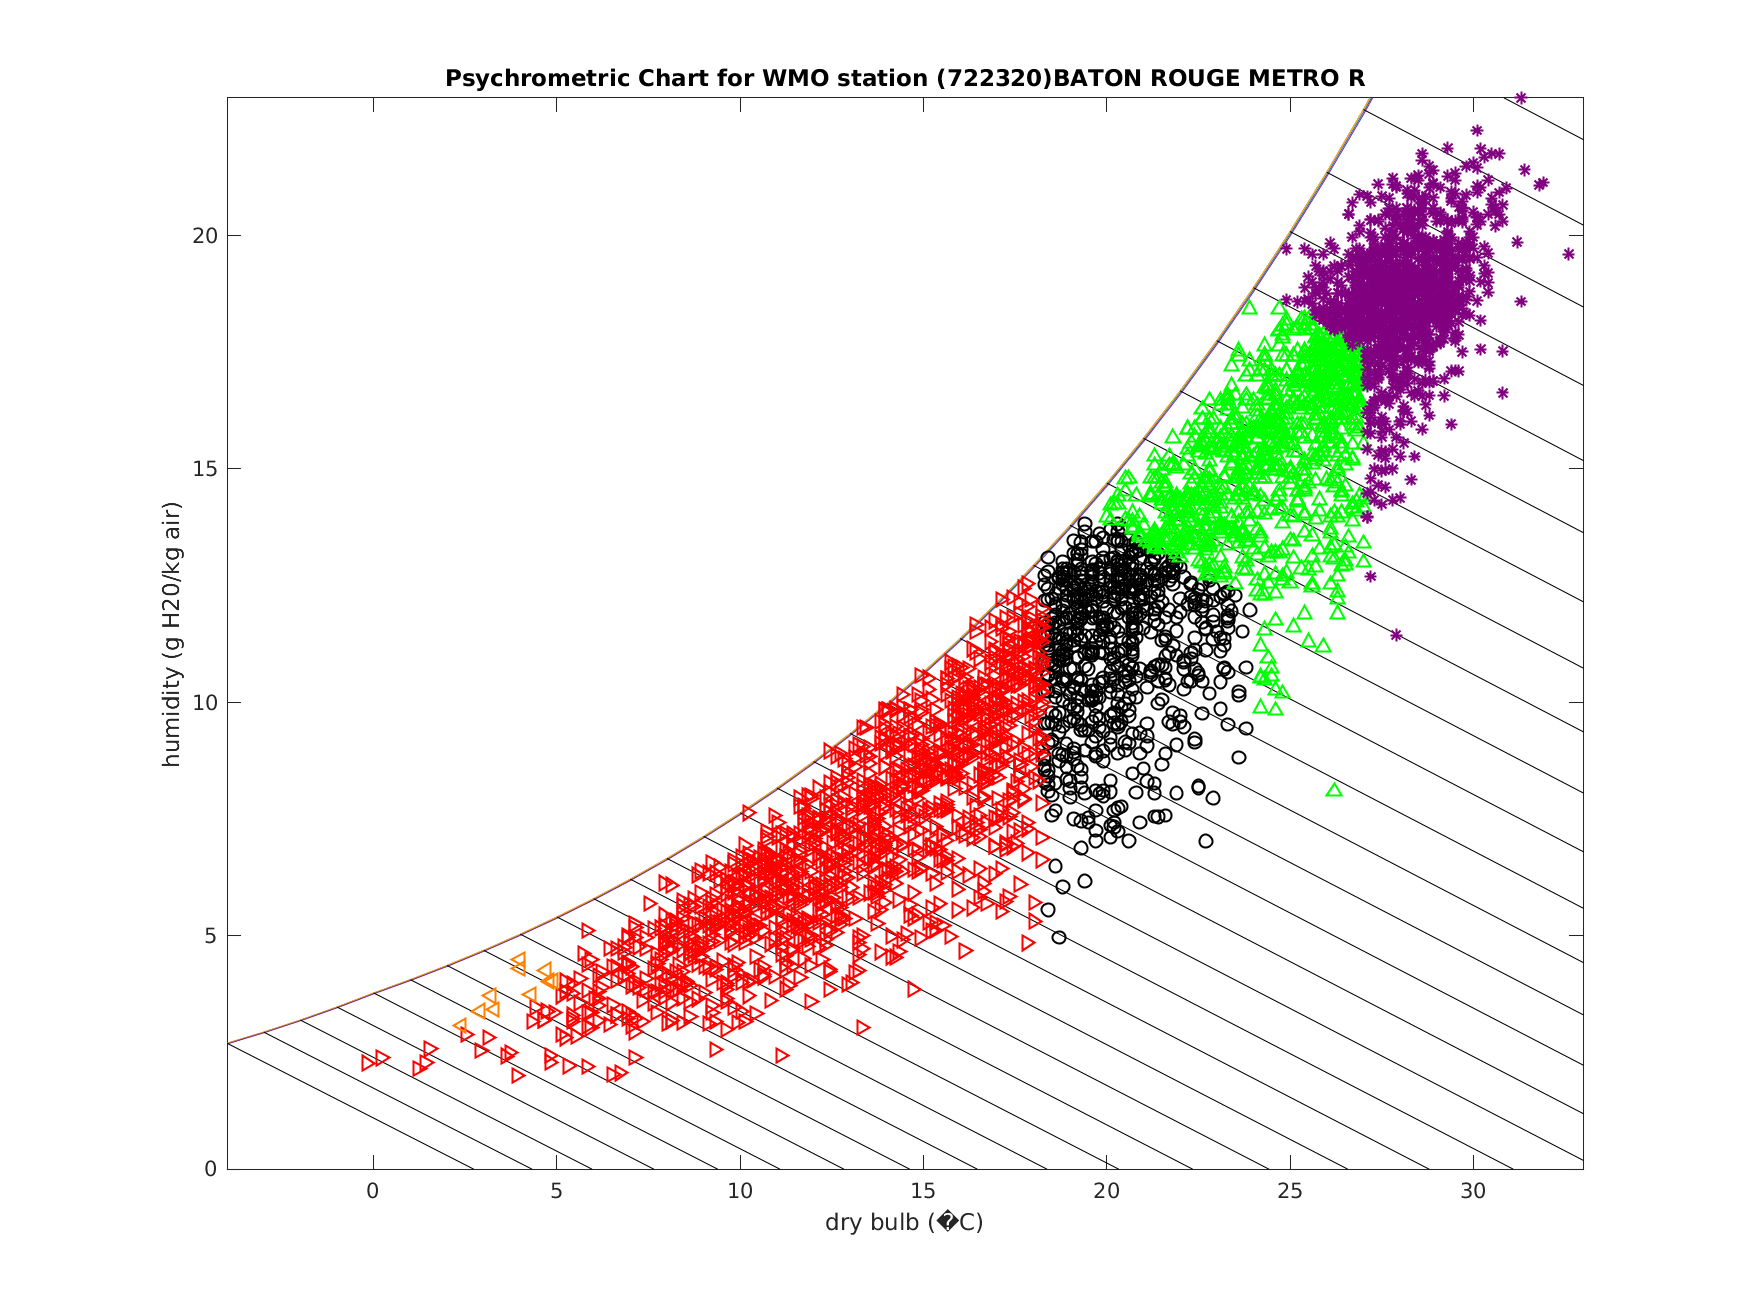 Psychrometric Chart for WMO station (722320)BATON ROUGE METRO R
20
15
10
5
0
humidity (g H20/kg air)
0 5 10 15 20 25 30
dry bulb (�C)